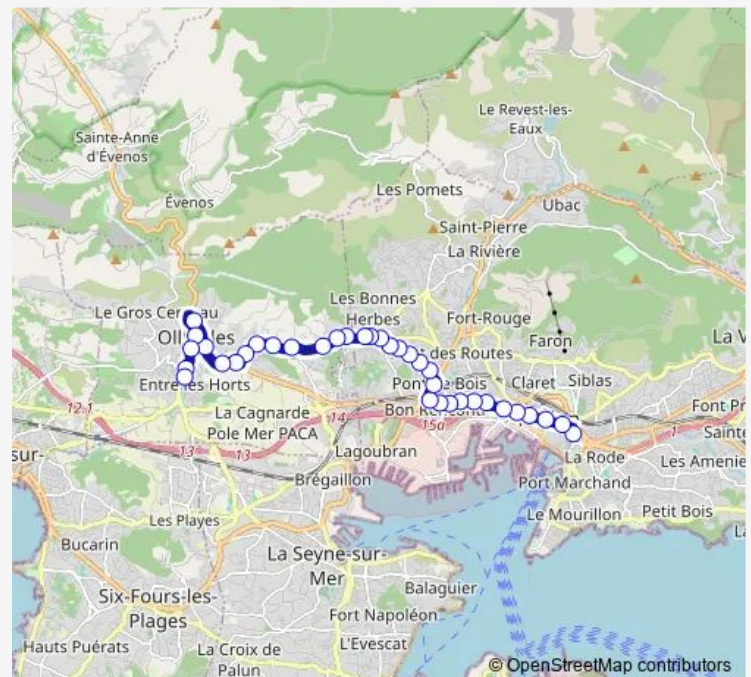 Le Revest-les-
Eaux
Sainte-Anne
d'Évenos
Les Pomets
Évenos
Ubac
Saint-Pierre
La Rivière
Les Bonnes
Herbes
Le Gros Ce
au
Fort-Rouge
Faron
La V
des Routes
Entre les Horts
Claret
Siblas
12.1
La Cagnarde
Pole Mer PACA
14
Bon
15a
Font Pr
1
Sainte
13
13
sur-
Lagoubran
La Rode
Les Amenie
Brégaillon
Port Marchand
Les Playes
Le Mourillon
Petit Bois
Bucarin
La Seyne-sur-
Mer
Balaguier
Six-Fours-les-
Plages
Fort Napoléon
Hauts Puérats
La Croix de
Palun
L'Evescat
© OpenStreetMap contributors